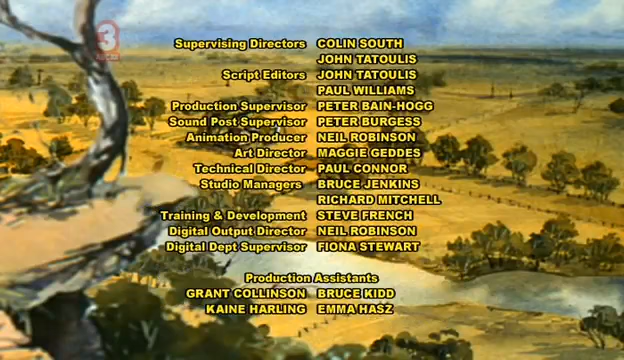 3
Supervising Directors COLIN SOUTH
JOHN TATOULIS
Script Editors JOHN TATOULIS
PAUL WILLIAMS
Production Supervisor PETER BAIN-HOGG
Sound Post Supervisor PETER BURGESS
Animation Producer NEIL ROBINSON
Art Director MAGGIE GEDDES
Technical Director PAUL CONNOR
Studio Managers BRUCE JENKINS
RICHARD MITCHELL
Training & Development STEVE FRENCH
Digital Output Director NEIL ROBINSON
Digital Dept Supervisor FIONA STEWART
Production Assistants
GRANT COLLINSON BRUCE KIDD
KAINE HARLING EMMA HASZ